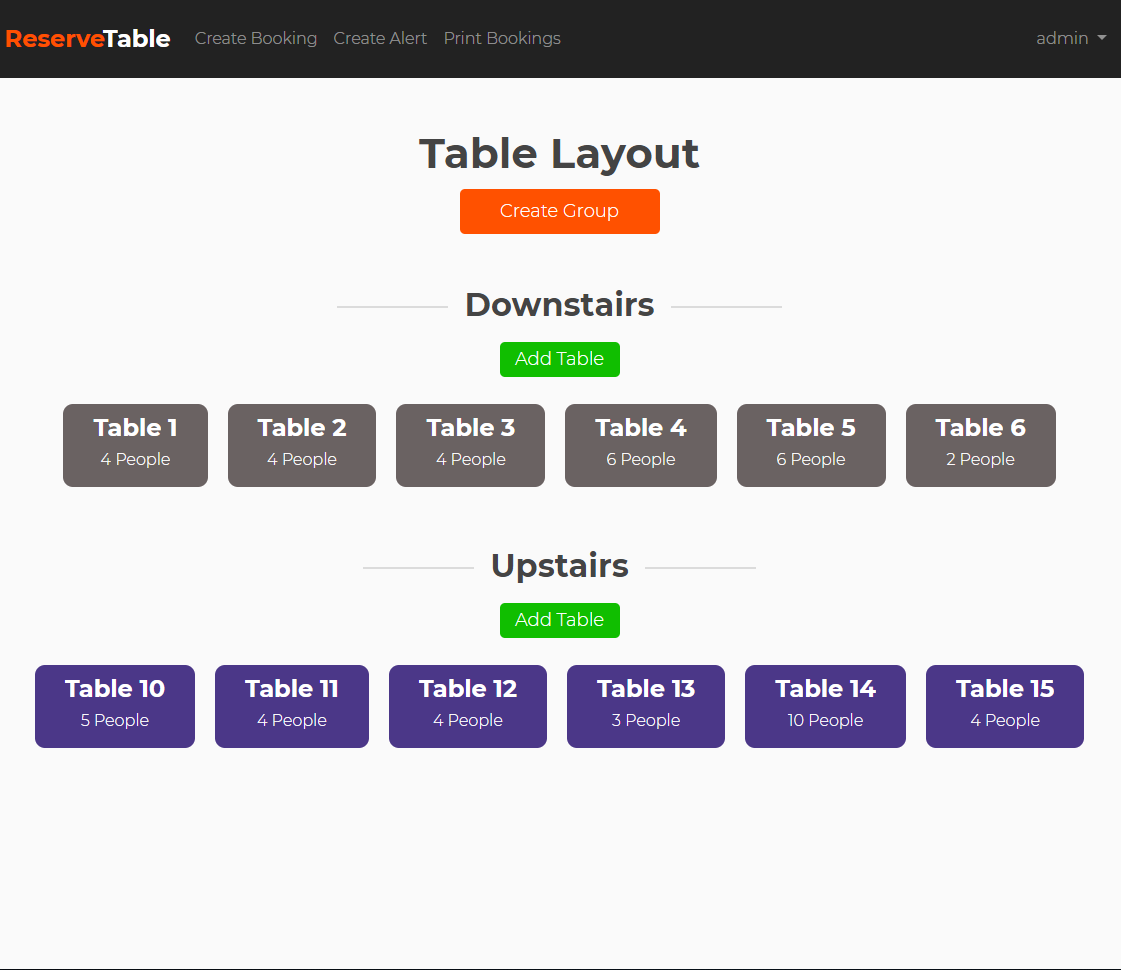 ReserveTable Create Booking Create Alert Print Bookings admin
Table Layout
Create Group
Downstairs
Add Table
Table 1 Table 2 Table 3 Table 4 Table 5 Table 6
4 People 4 People 4 People 6 People 6 People 2 People
Upstairs
Add Table
Table 10 Table 11 Table 12 Table 13 Table 14 Table 15
5 People 4 People 4 People 3 People 10 People 4 People